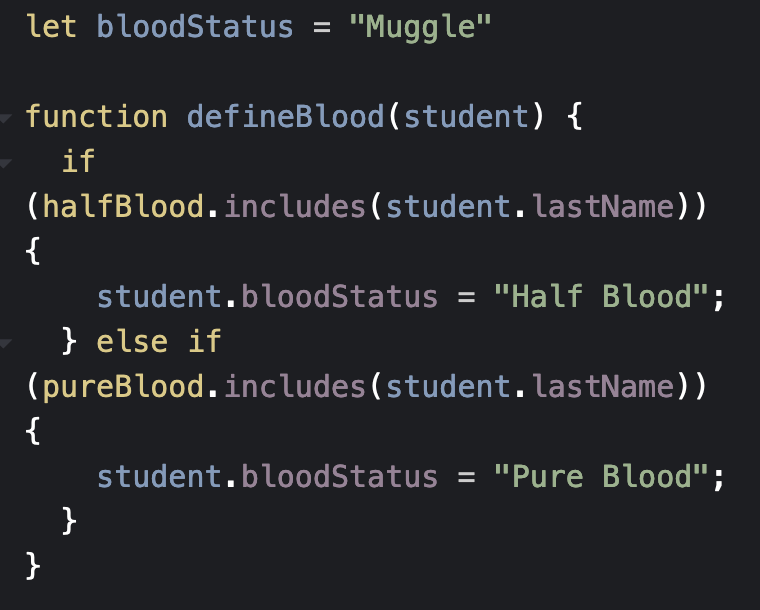 let bloodStatus = "Muggle"
function defineBlood(student) {
if
(halfBlood.includes(student.lastName))
{
student.bloodStatus = "Half Blood";
} else if
(pureBlood.includes(student.lastName))
{
student.bloodStatus = "Pure Blood";
}
}